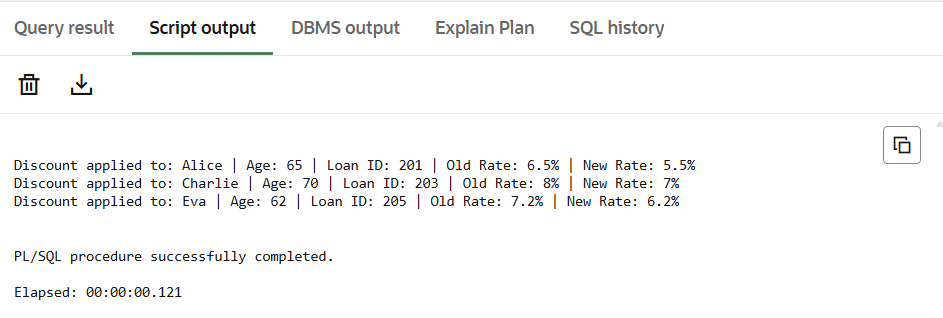 Query result Script output DBMS output Explain Plan SQL history
Discount applied to: Alice | Age: 65 | Loan ID: 201 | Old Rate: 6.5% | New Rate: 5.5%
Discount applied to: Charlie | Age: 70 | Loan ID: 203 | Old Rate: 8% | New Rate: 7%
Discount applied to: Eva | Age: 62 | Loan ID: 205 | Old Rate: 7.2% | New Rate: 6.2%
PL/SQL procedure successfully completed.
Elapsed: 00:00:00.121